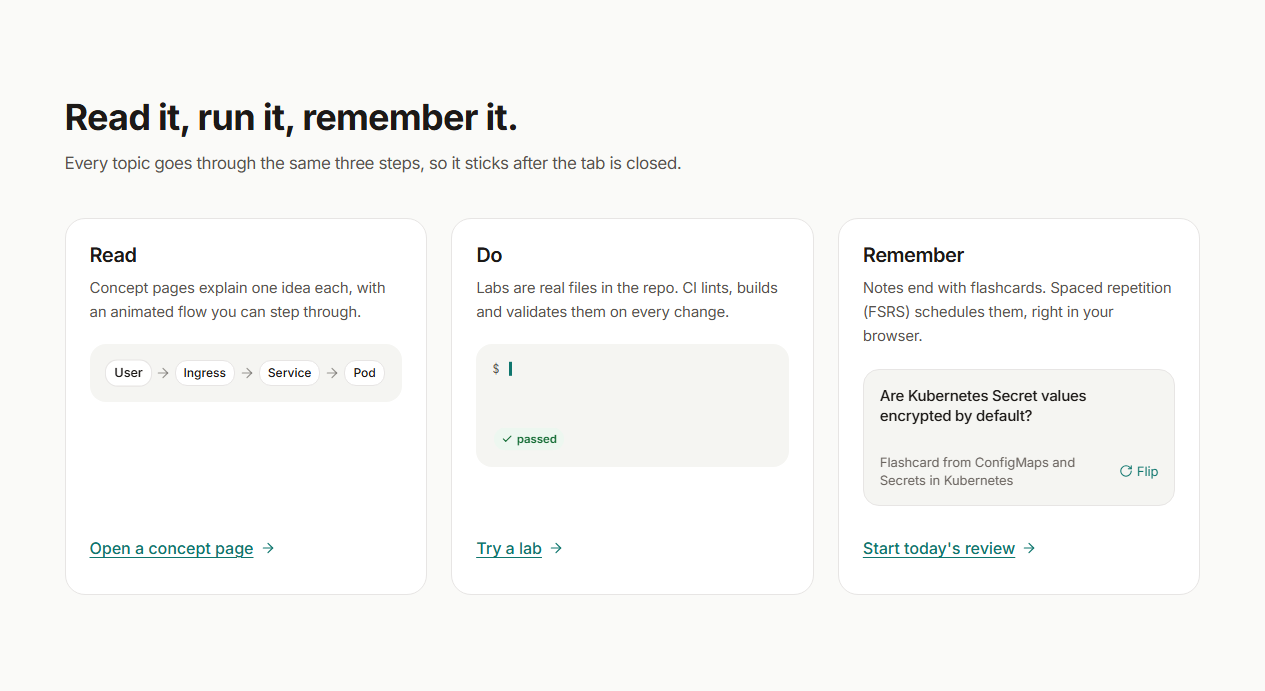 Read it, run it, remember it.
Every topic goes through the same three steps, so it sticks after the tab is closed.
Read
Concept pages explain one idea each, with
an animated flow you can step through.
User → Ingress → Service → Pod
Open a concept page →
Do
Labs are real files in the repo. CI lints, builds
and validates them on every change.
$
✓ passed
Try a lab →
Remember
Notes end with flashcards. Spaced repetition
(FSRS) schedules them, right in your
browser.
Are Kubernetes Secret values
encrypted by default?
Flashcard from ConfigMaps and
Secrets in Kubernetes
Flip
Start today's review →